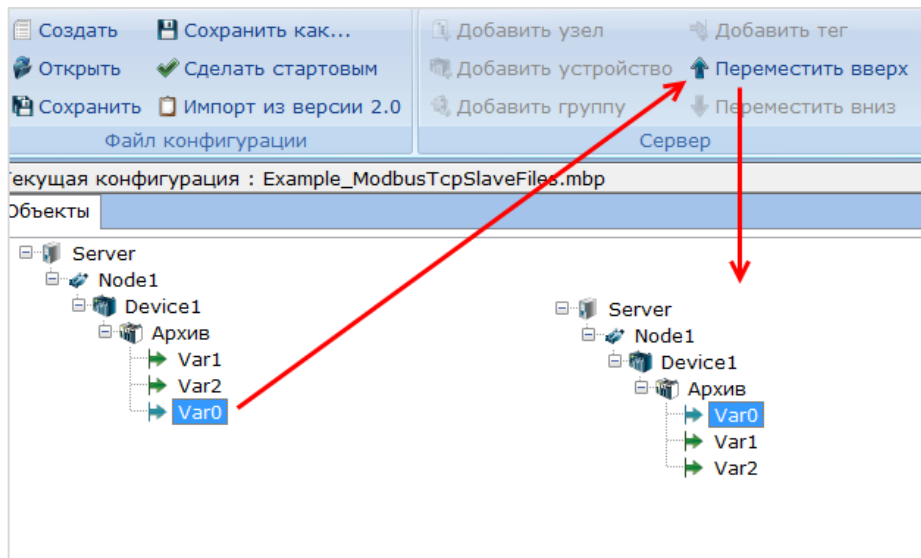 Создать Сохранить как... Добавить узел Добавить тег
Открыть Сделать стартовым Добавить устройство Переместить вверх
Сохранить Импорт из версии 2.0 Добавить группу Переместить вниз
Файл конфигурации Сервер
екущая конфигурация : Example_ModbusTcpSlaveFiles.mbp
Объекты
Server
Node1
Device1
Архив
Var1
Var2
Var0
Server
Node1
Device1
Архив
Var0
Var1
Var2